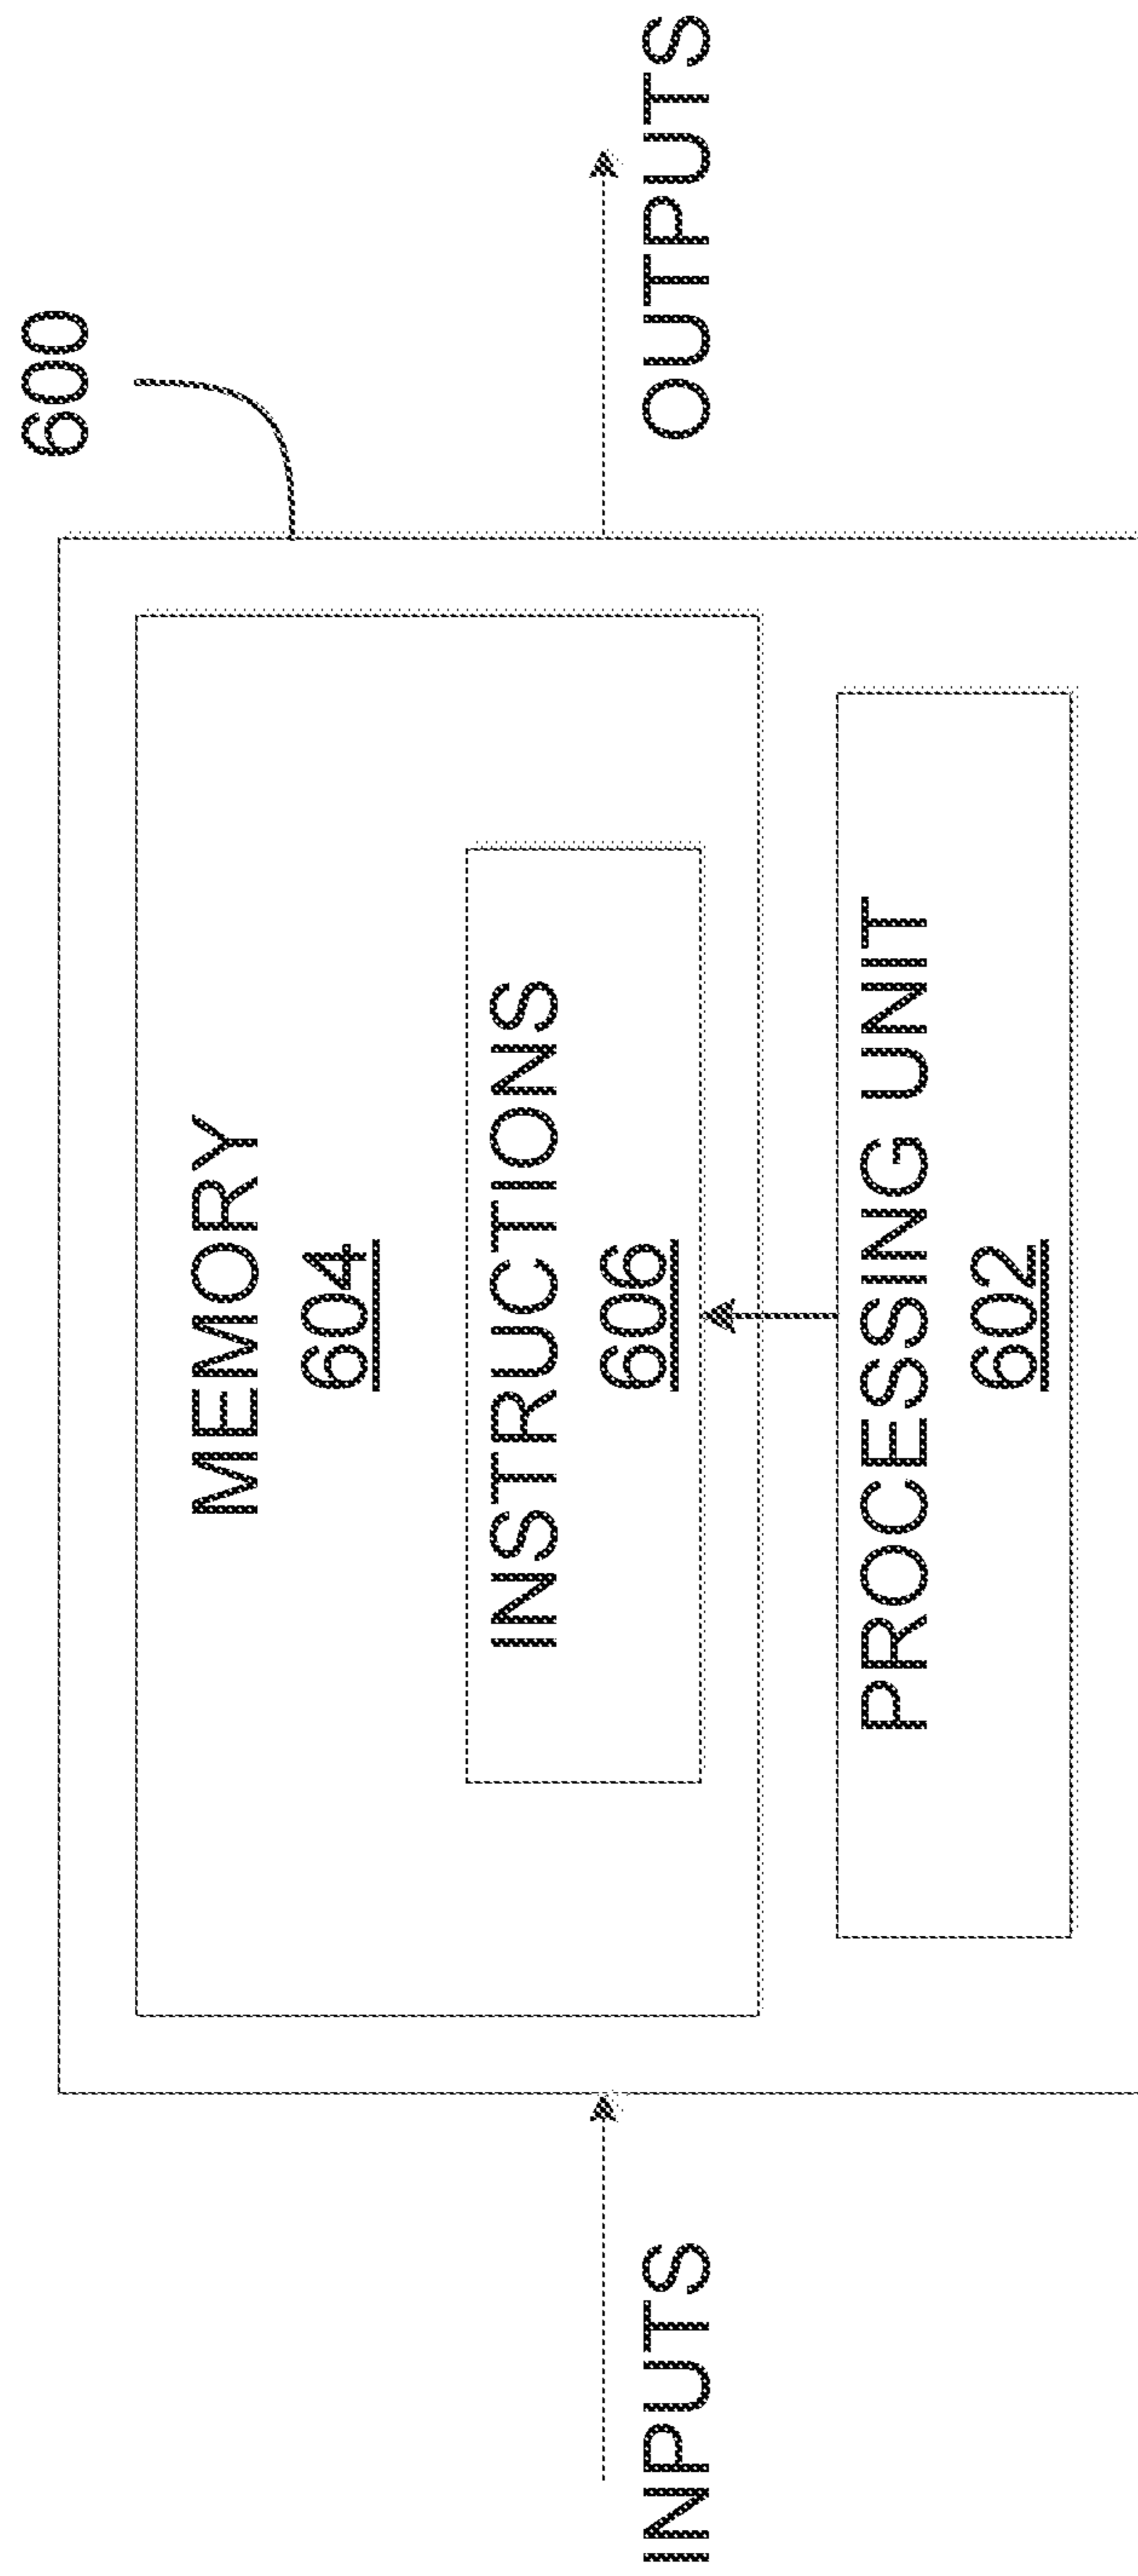 600
MEMORY
604
INSTRUCTIONS
606
INPUTS
OUTPUTS
PROCESSING UNIT
602